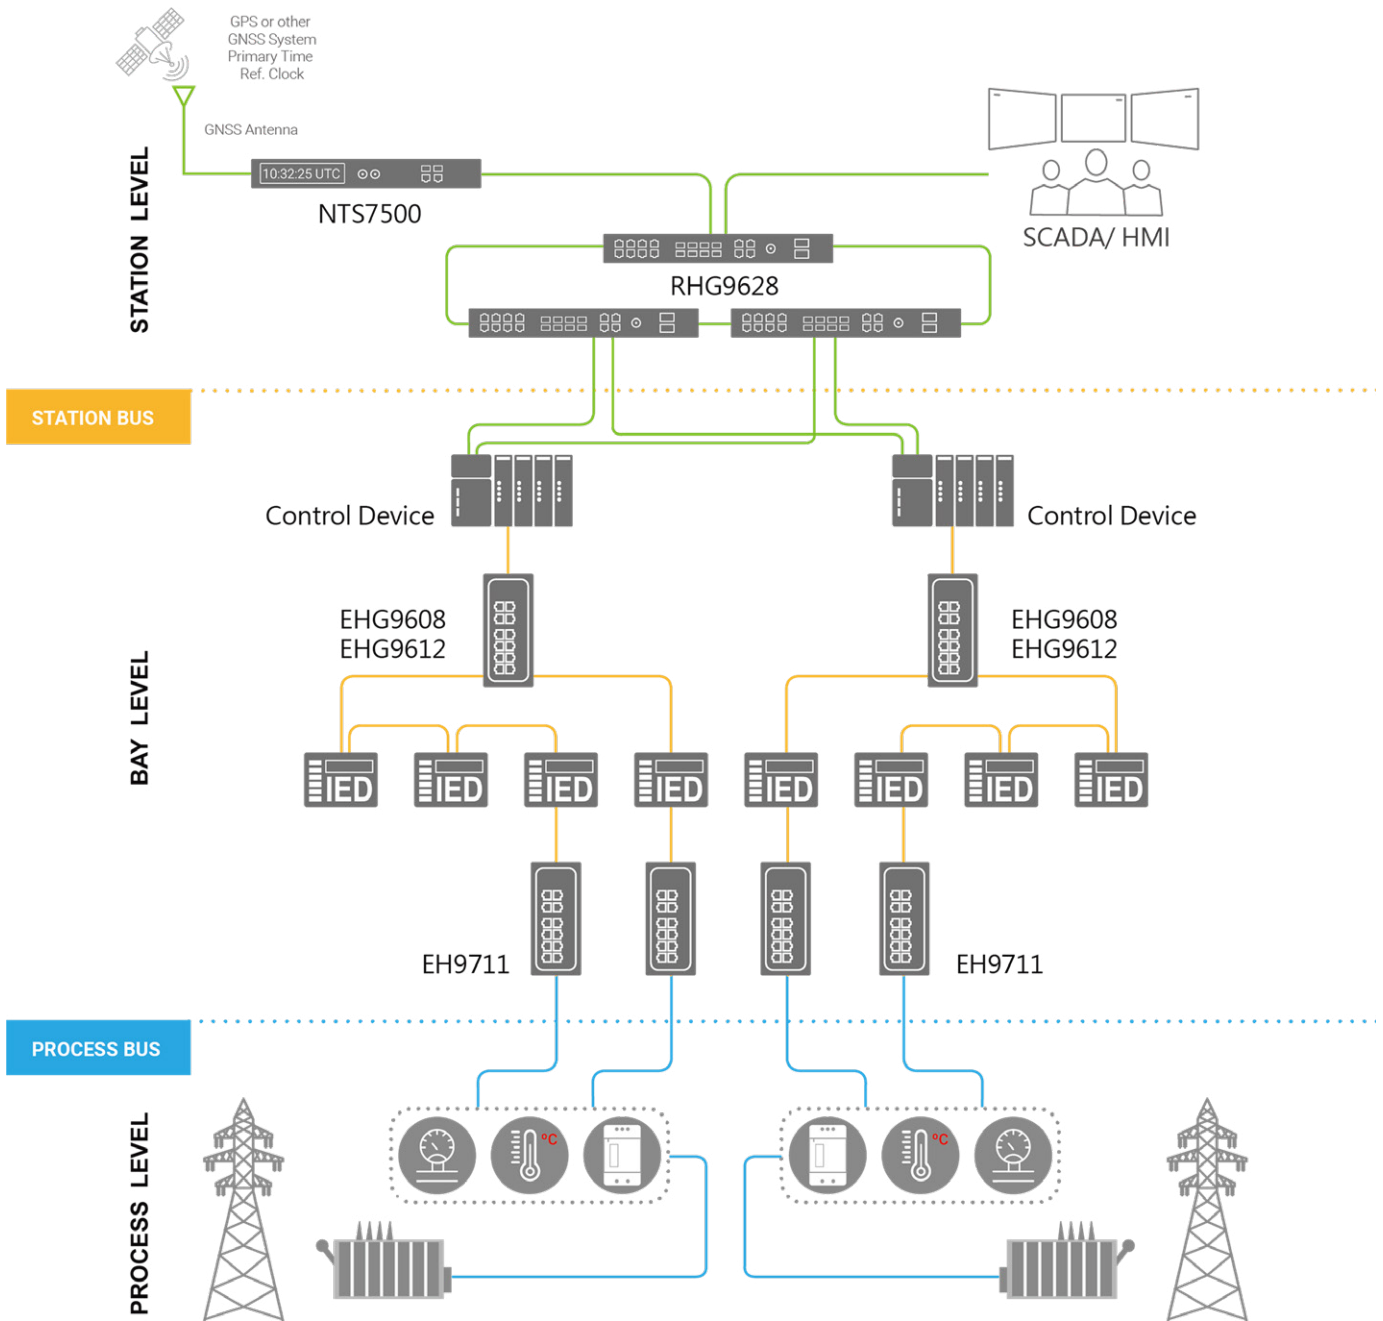 GPS or other
GNSS System
Primary Time
Ref. Clock
GNSS Antenna
10:32:25 UTC
NTS7500
SCADA/ HMI
RHG9628
STATION LEVEL
STATION BUS
Control Device
Control Device
EHG9608
EHG9612
EHG9608
EHG9612
BAY LEVEL
IED
IED
IED
IED
IED
IED
IED
IED
EH9711
EH9711
PROCESS BUS
PROCESS LEVEL
°C
°C